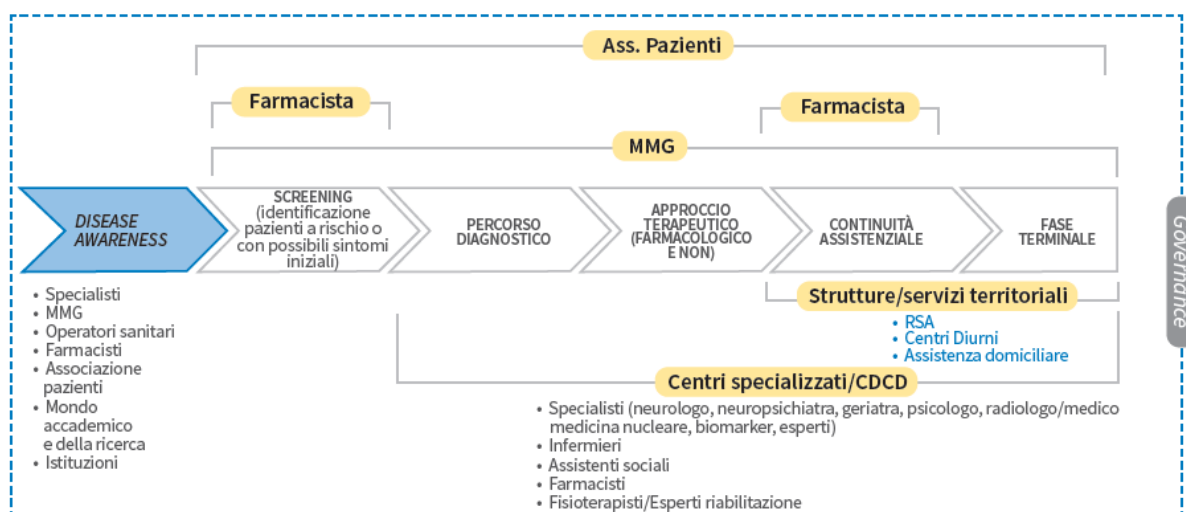 Ass. Pazienti
Farmacista
Farmacista
MMG
DISEASE
AWARENESS
SCREENING
(identificazione
pazienti a rischio o
con possibili sintomi
iniziali)
PERCORSO
DIAGNOSTICO
APPROCCIO
TERAPEUTICO
(FARMACOLOGICO
E NON)
CONTINUITÀ
ASSISTENZIALE
FASE
TERMINALE
Governance
• Specialisti
• MMG
• Operatori sanitari
• Farmacisti
• Associazione
pazienti
• Mondo
accademico
e della ricerca
• Istituzioni
Strutture/servizi territoriali
• RSA
• Centri Diurni
• Assistenza domiciliare
Centri specializzati/CDCD
• Specialisti (neurologo, neuropsichiatra, geriatra, psicologo, radiologo/medico
medicina nucleare, biomarker, esperti)
• Infermieri
• Assistenti sociali
• Farmacisti
• Fisioterapisti/Esperti riabilitazione